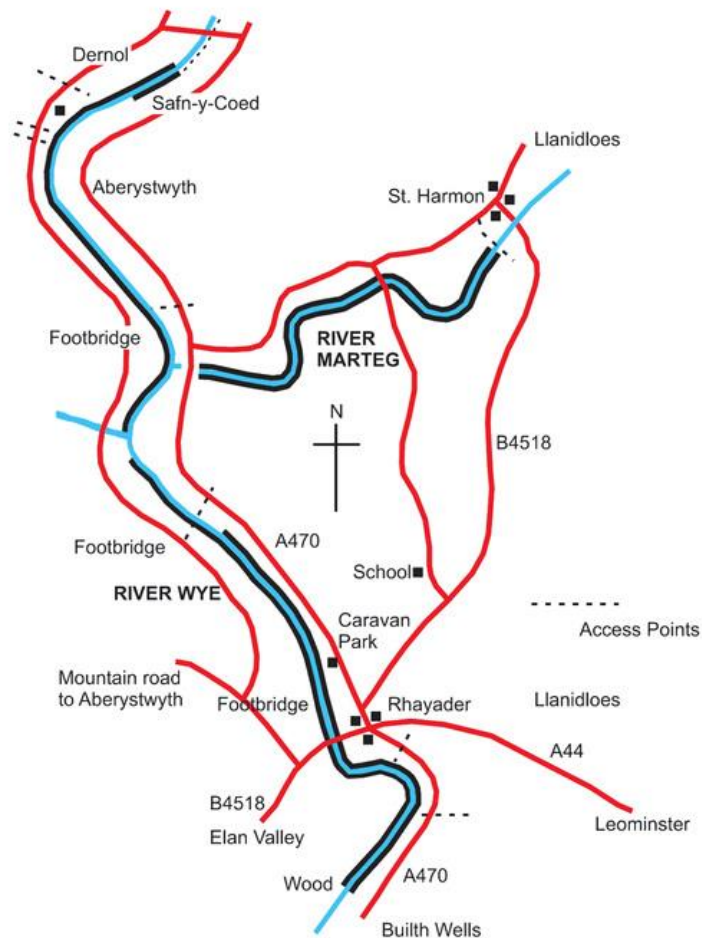 Dernol
Safn-y-Coed
Llanidloes
Aberystwyth
St. Harmon
Footbridge
RIVER
MARTEG
N
B4518
A470
Footbridge
School
RIVER WYE
Caravan
Park
Access Points
Mountain road
to Aberystwyth
Footbridge
Rhayader
Llanidloes
A44
B4518
Elan Valley
Leominster
Wood
A470
Builth Wells